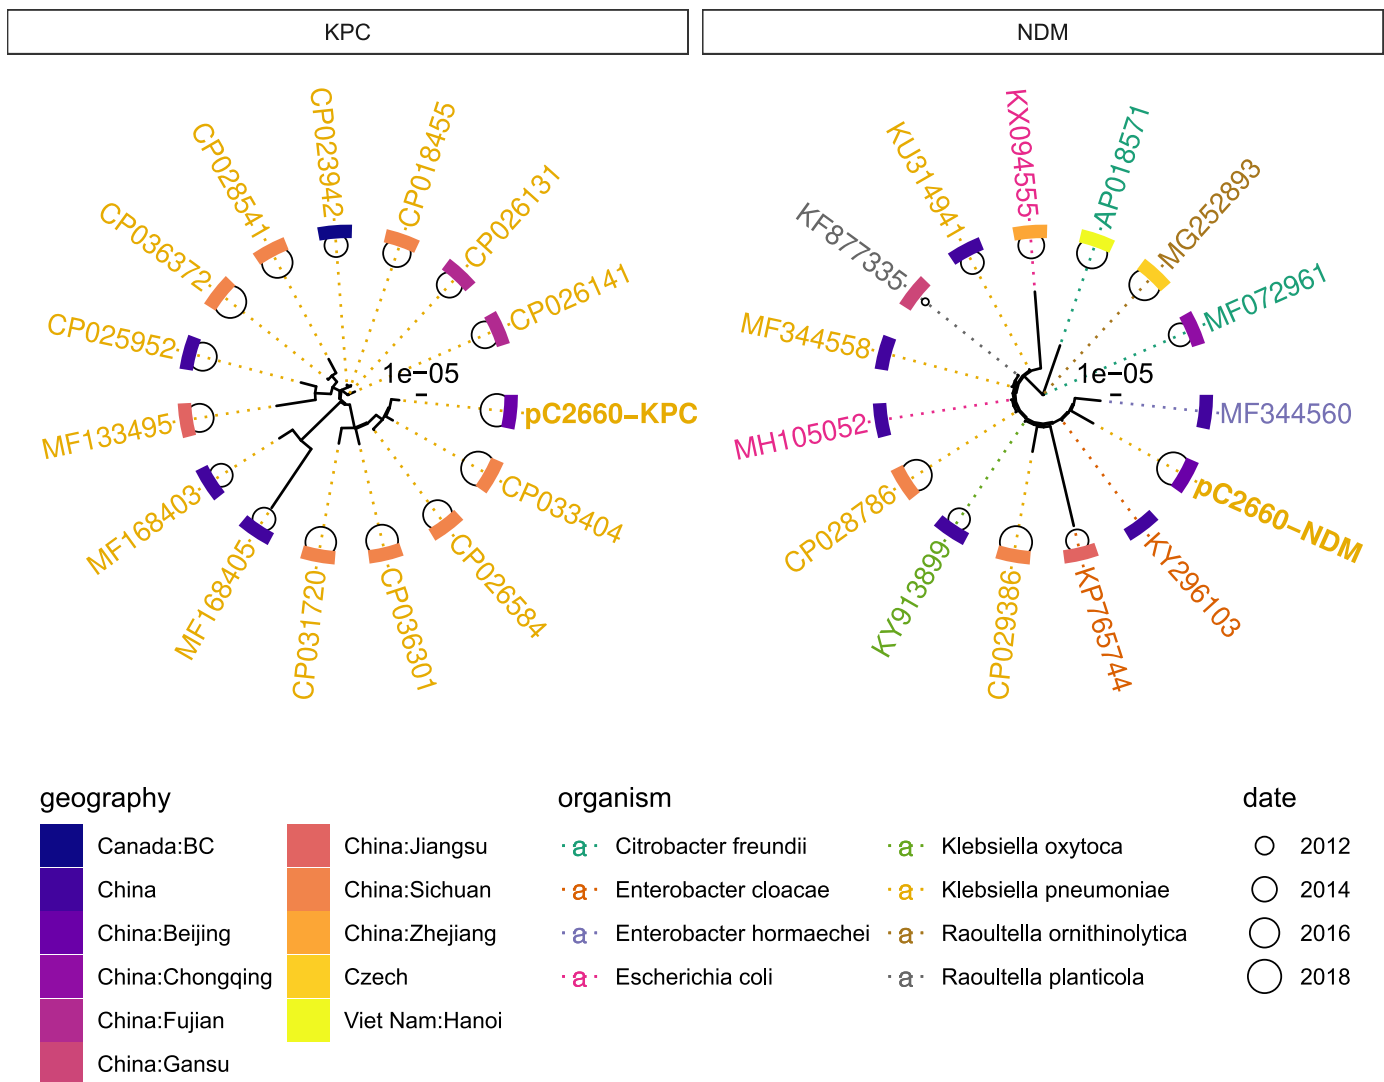 KPC
NDM
CP023942
CP018455
CP028541
CP026131
CP036372
CP026141
CP025952
1e−05
pC2660−KPC
MF133495
CP033404
MF168403
CP026584
MF168405
CP031720
CP036301
KX094555
AP018571
KU314941
MG252893
KF877335
MF072961
MF344558
1e−05
MF344560
MH105052
pC2660−NDM
CP028786
KY296103
KY913899
CP029386
KP765744
geography
Canada:BC
China
China:Beijing
China:Chongqing
China:Fujian
China:Gansu
China:Jiangsu
China:Sichuan
China:Zhejiang
Czech
Viet Nam:Hanoi
organism
a Citrobacter freundii
a Enterobacter cloacae
a Enterobacter hormaechei
a Escherichia coli
a Klebsiella oxytoca
a Klebsiella pneumoniae
a Raoultella ornithinolytica
a Raoultella planticola
date
2012
2014
2016
2018